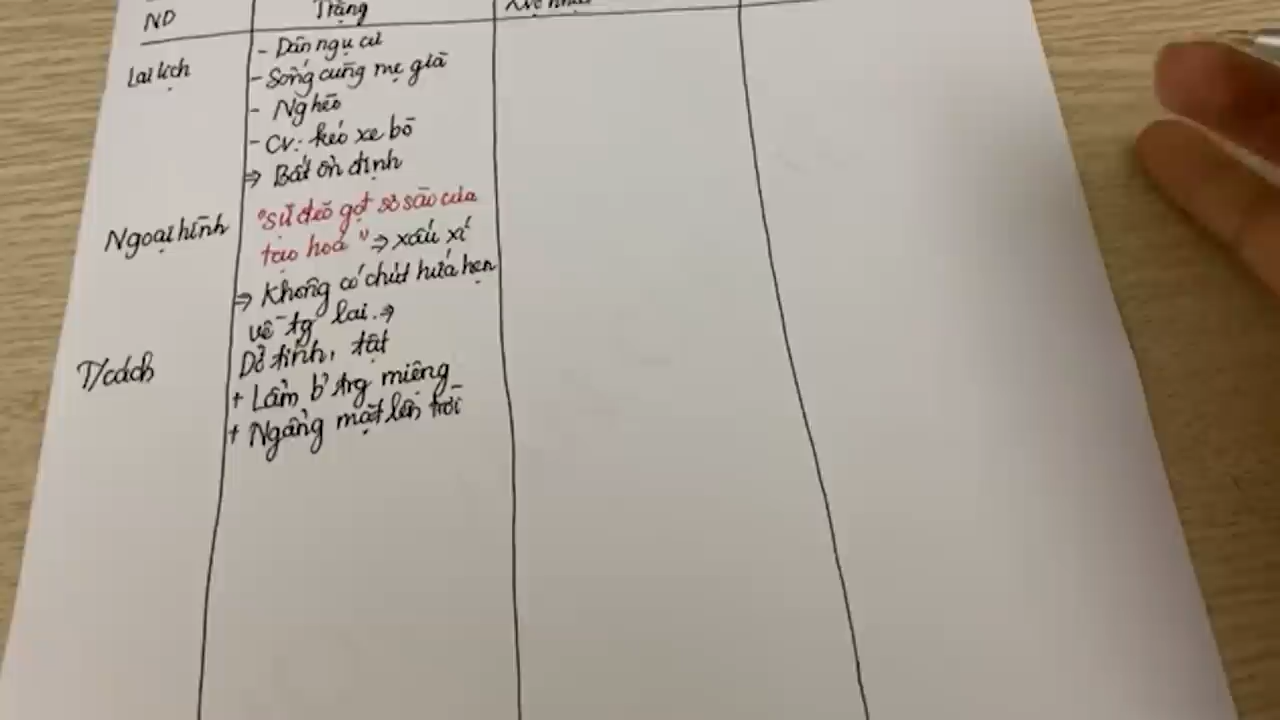 ND
Tràng
Lai lịch
- Dân ngụ cư
- Sống cùng mẹ già
- Nghèo
- CV: kéo xe bò
⇒ Bất ổn định
Ngoại hình
"sự đẽo gọt sơ sào của
tạo hoá" ⇒ xấu xí
⇒ Không có chút hứa hẹn
về tg lai ⇒
T/cách
Dở tính, tật
+ Lẩm b' trg miệng
+ Ngẩng mặt lên trời